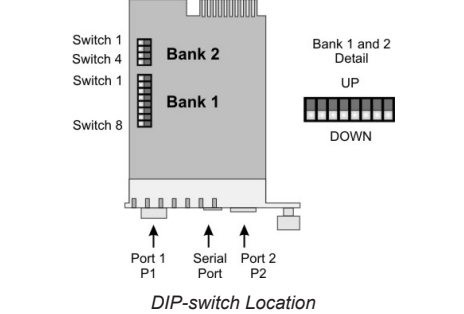 Switch 1
Switch 4
Bank 2
Switch 1
Bank 1
Switch 8
Bank 1 and 2
Detail
UP
DOWN
Port 1
P1
Serial
Port
Port 2
P2
DIP-switch Location